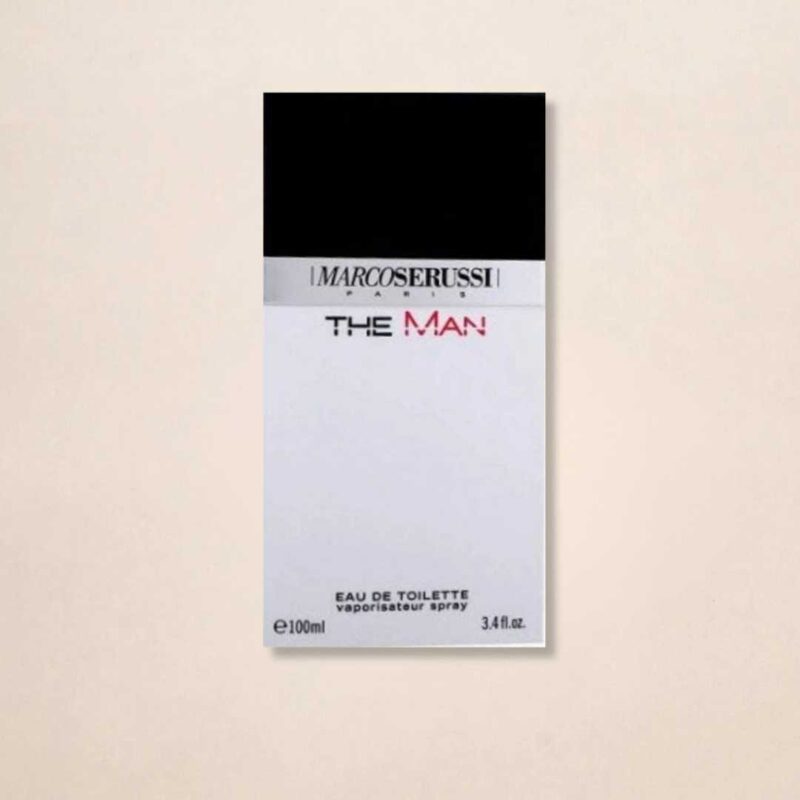 MARCOSERUSSI
PARIS
THE MAN
EAU DE TOILETTE
vaporisateur spray
℮100ml 3.4 fl.oz.